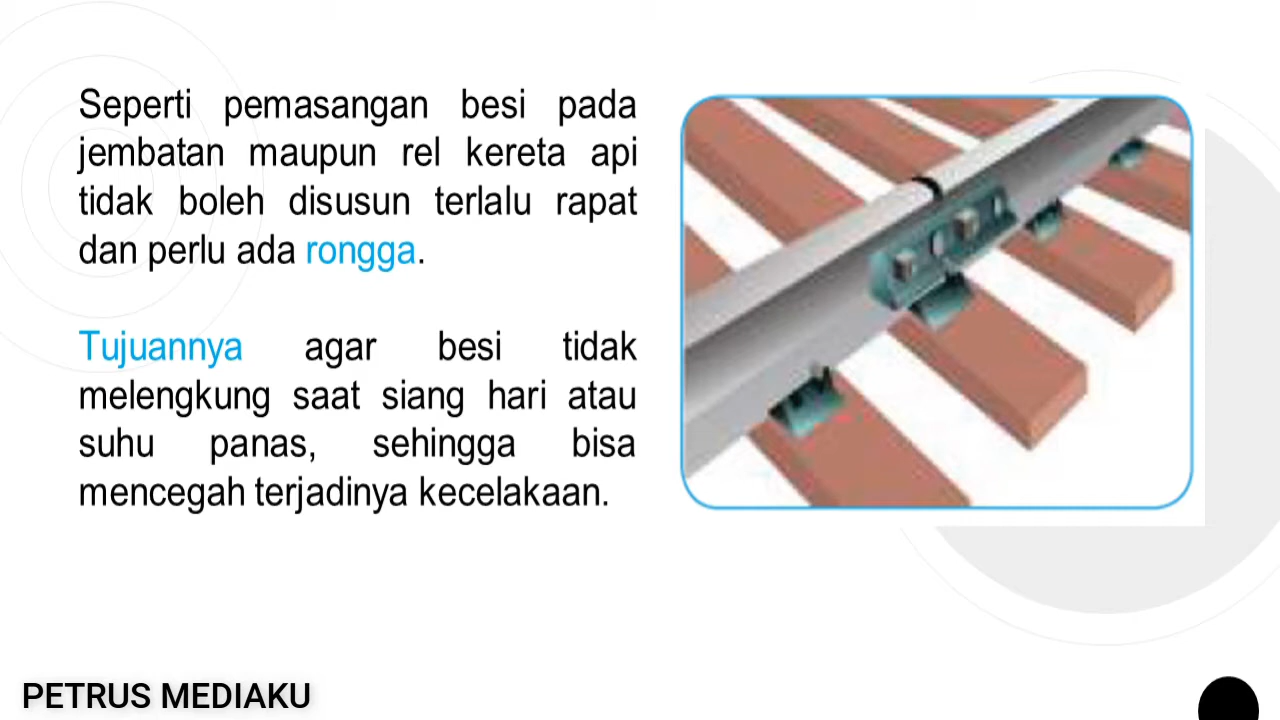 Seperti pemasangan besi pada
jembatan maupun rel kereta api
tidak boleh disusun terlalu rapat
dan perlu ada rongga.
Tujuannya agar besi tidak
melengkung saat siang hari atau
suhu panas, sehingga bisa
mencegah terjadinya kecelakaan.
PETRUS MEDIAKU